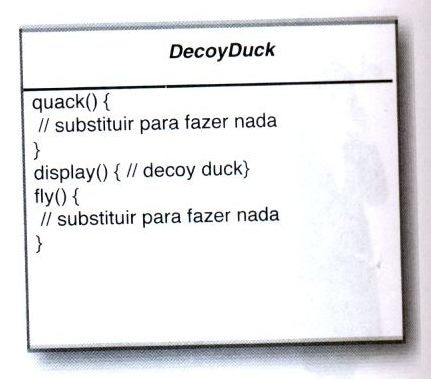 DecoyDuck
quack() {
// substituir para fazer nada
}
display() { // decoy duck}
fly() {
// substituir para fazer nada
}